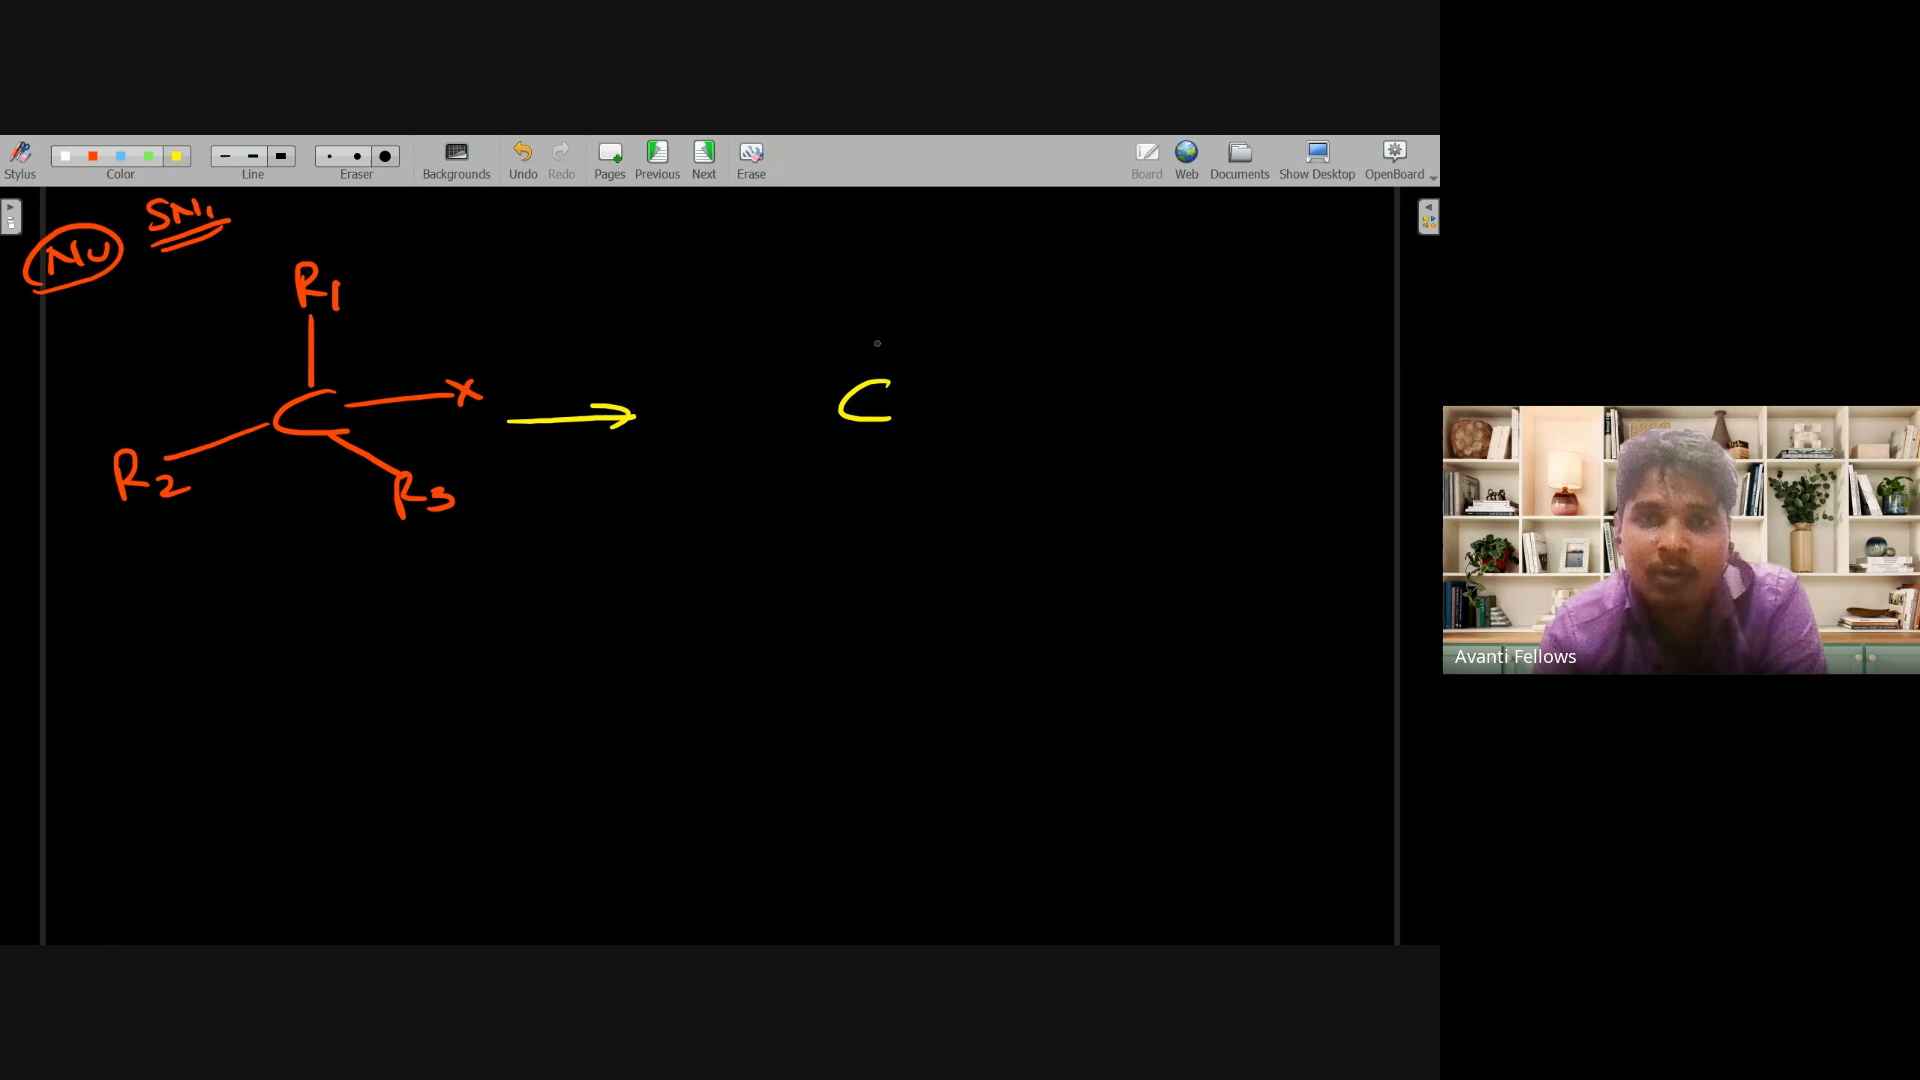 Stylus Color Line Eraser Backgrounds Undo Redo Pages Previous Next Erase Board Web Documents Show Desktop OpenBoard
SN1
NU
R1
C X
C
R2
R3
Avanti Fellows